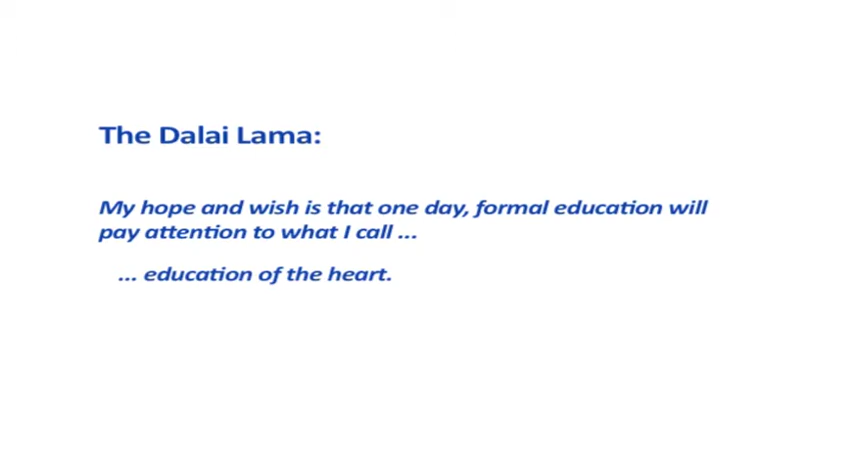 The Dalai Lama:
My hope and wish is that one day, formal education will
pay attention to what I call ...
... education of the heart.